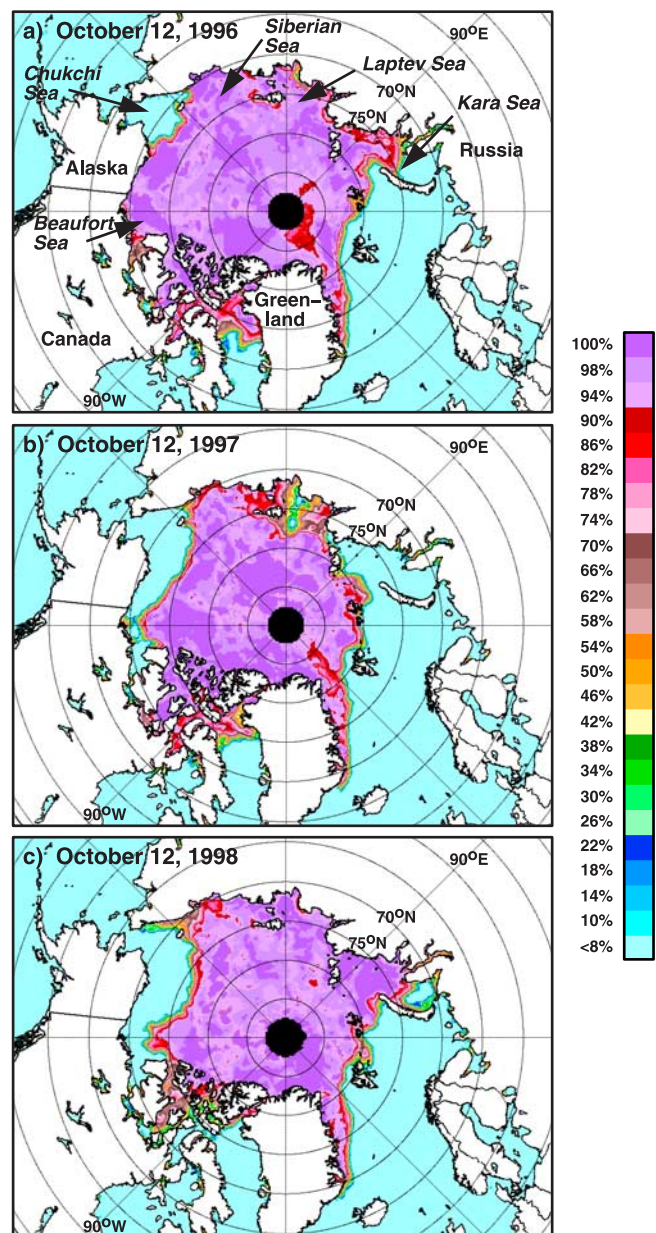 a) October 12, 1996
Siberian
Sea
90ºE
Chukchi
Sea
Laptev Sea
70ºN
75ºN
Kara Sea
Russia
Alaska
Beaufort
Sea
Green–
land
Canada
90ºW
b) October 12, 1997
90ºE
70ºN
75ºN
90ºW
c) October 12, 1998
90ºE
70ºN
75ºN
90ºW
100%
98%
94%
90%
86%
82%
78%
74%
70%
66%
62%
58%
54%
50%
46%
42%
38%
34%
30%
26%
22%
18%
14%
10%
<8%